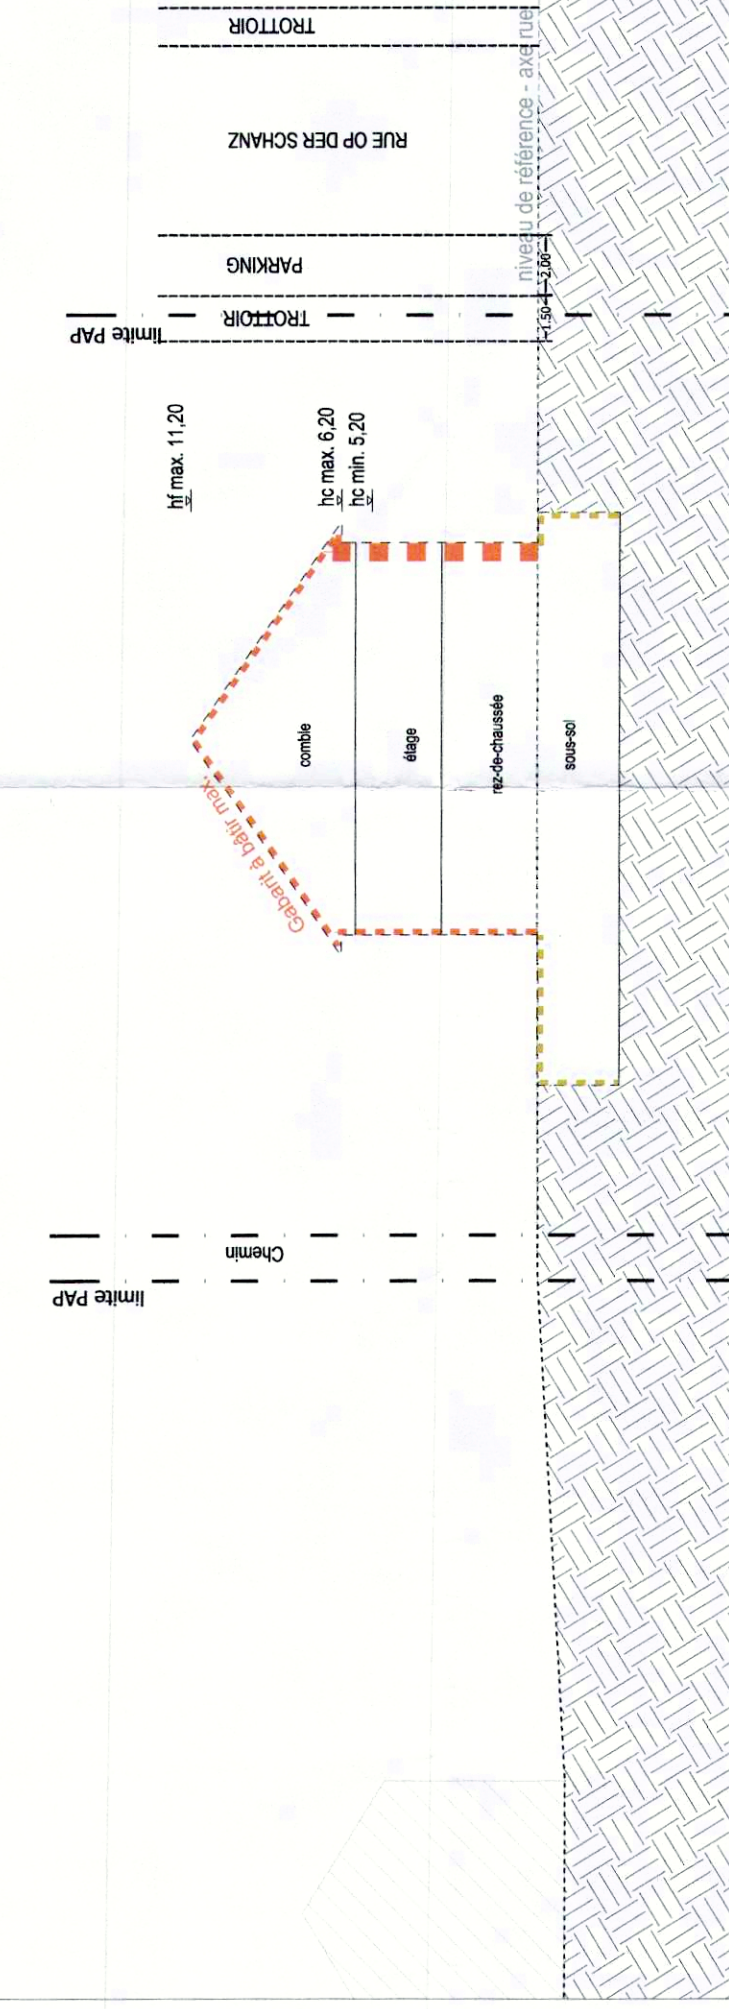 TROTTOIR
RUE OP DER SCHANZ
niveau de référence - axe rue
PARKING
2,00
TROTTOIR
1.50
limite PAP
hf max. 11,20
hc max. 6,20
hc min. 5,20
Gabarit à bâtir max.
comble
étage
rez-de-chaussée
sous-sol
Chemin
limite PAP